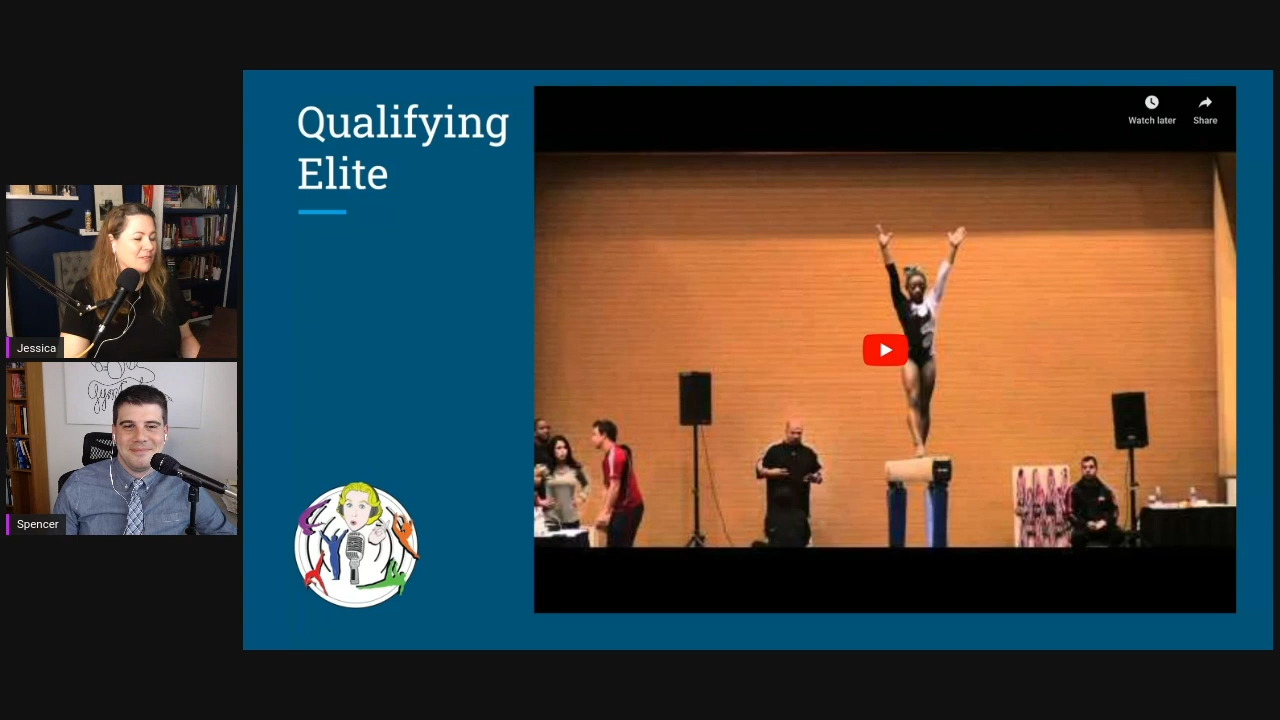 Qualifying
Elite
Watch later
Share
Jessica
Spencer